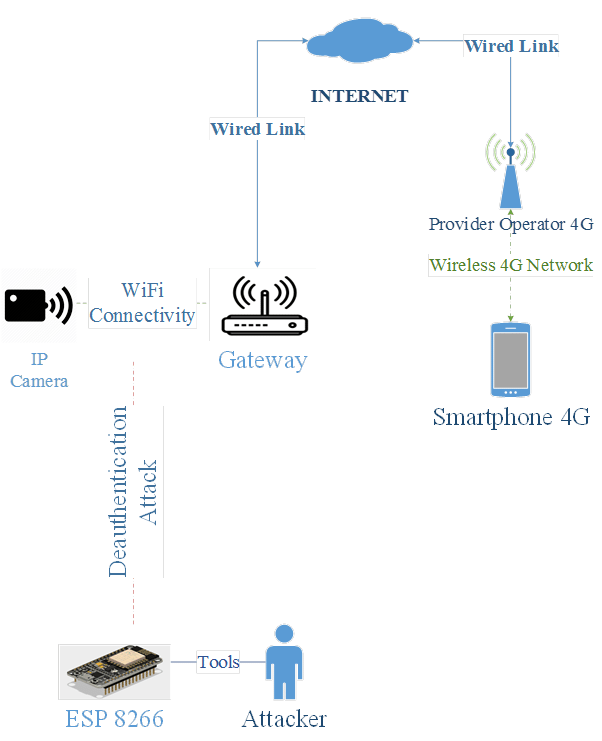 Wired Link
INTERNET
Wired Link
Provider Operator 4G
Wireless 4G Network
WiFi
Connectivity
IP
Camera
Gateway
Smartphone 4G
Deauthentication
Attack
Tools
ESP 8266
Attacker